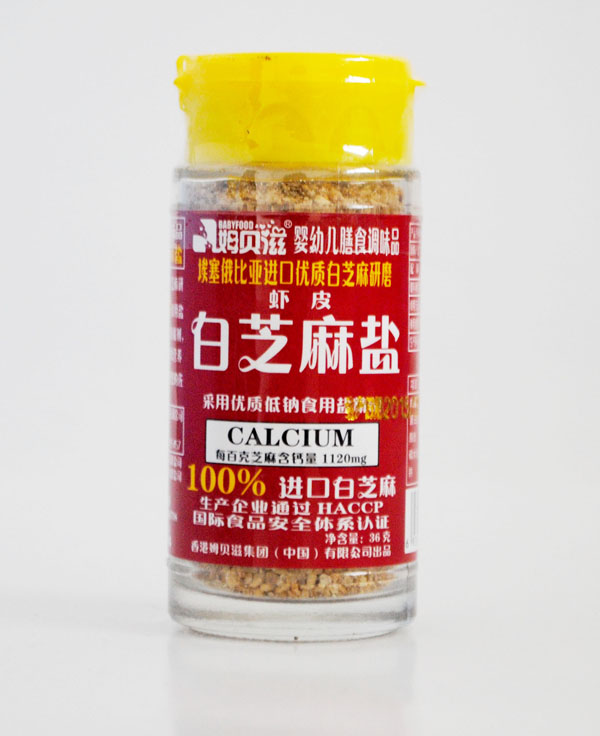 BABYFOOD
姆贝滋® 婴幼儿膳食调味品
埃塞俄比亚进口优质白芝麻研磨
虾皮
白芝麻盐
采用优质低钠食用盐
CALCIUM
每百克芝麻含钙量 1120mg
100% 进口白芝麻
生产企业通过 HACCP
国际食品安全体系认证
净含量: 36克
香港姆贝滋集团(中国)有限公司出品